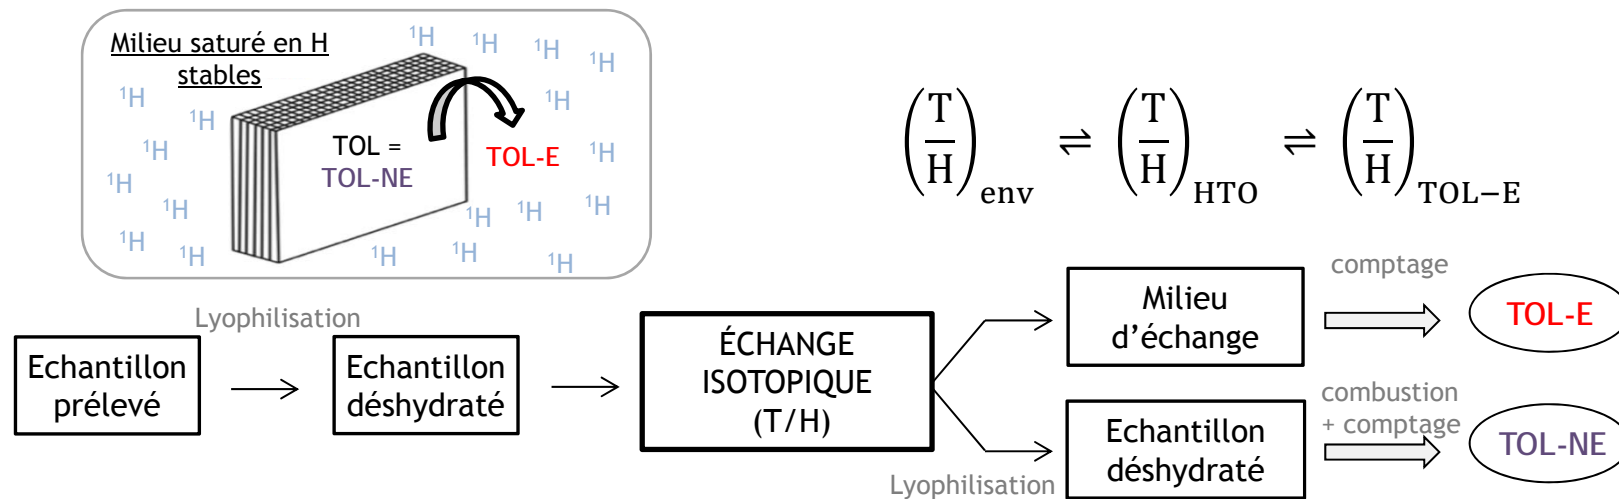 Milieu saturé en H
stables
¹H ¹H ¹H ¹H
¹H ¹H ¹H
¹H ¹H
¹H ¹H
¹H ¹H ¹H ¹H
¹H ¹H ¹H ¹H ¹H
TOL =
TOL-NE
TOL-E
(T/H)env ⇌ (T/H)HTO ⇌ (T/H)TOL−E
Lyophilisation
Echantillon
prélevé
Echantillon
déshydraté
ÉCHANGE
ISOTOPIQUE
(T/H)
Milieu
d'échange
comptage
TOL-E
Lyophilisation
Echantillon
déshydraté
combustion
+ comptage
TOL-NE